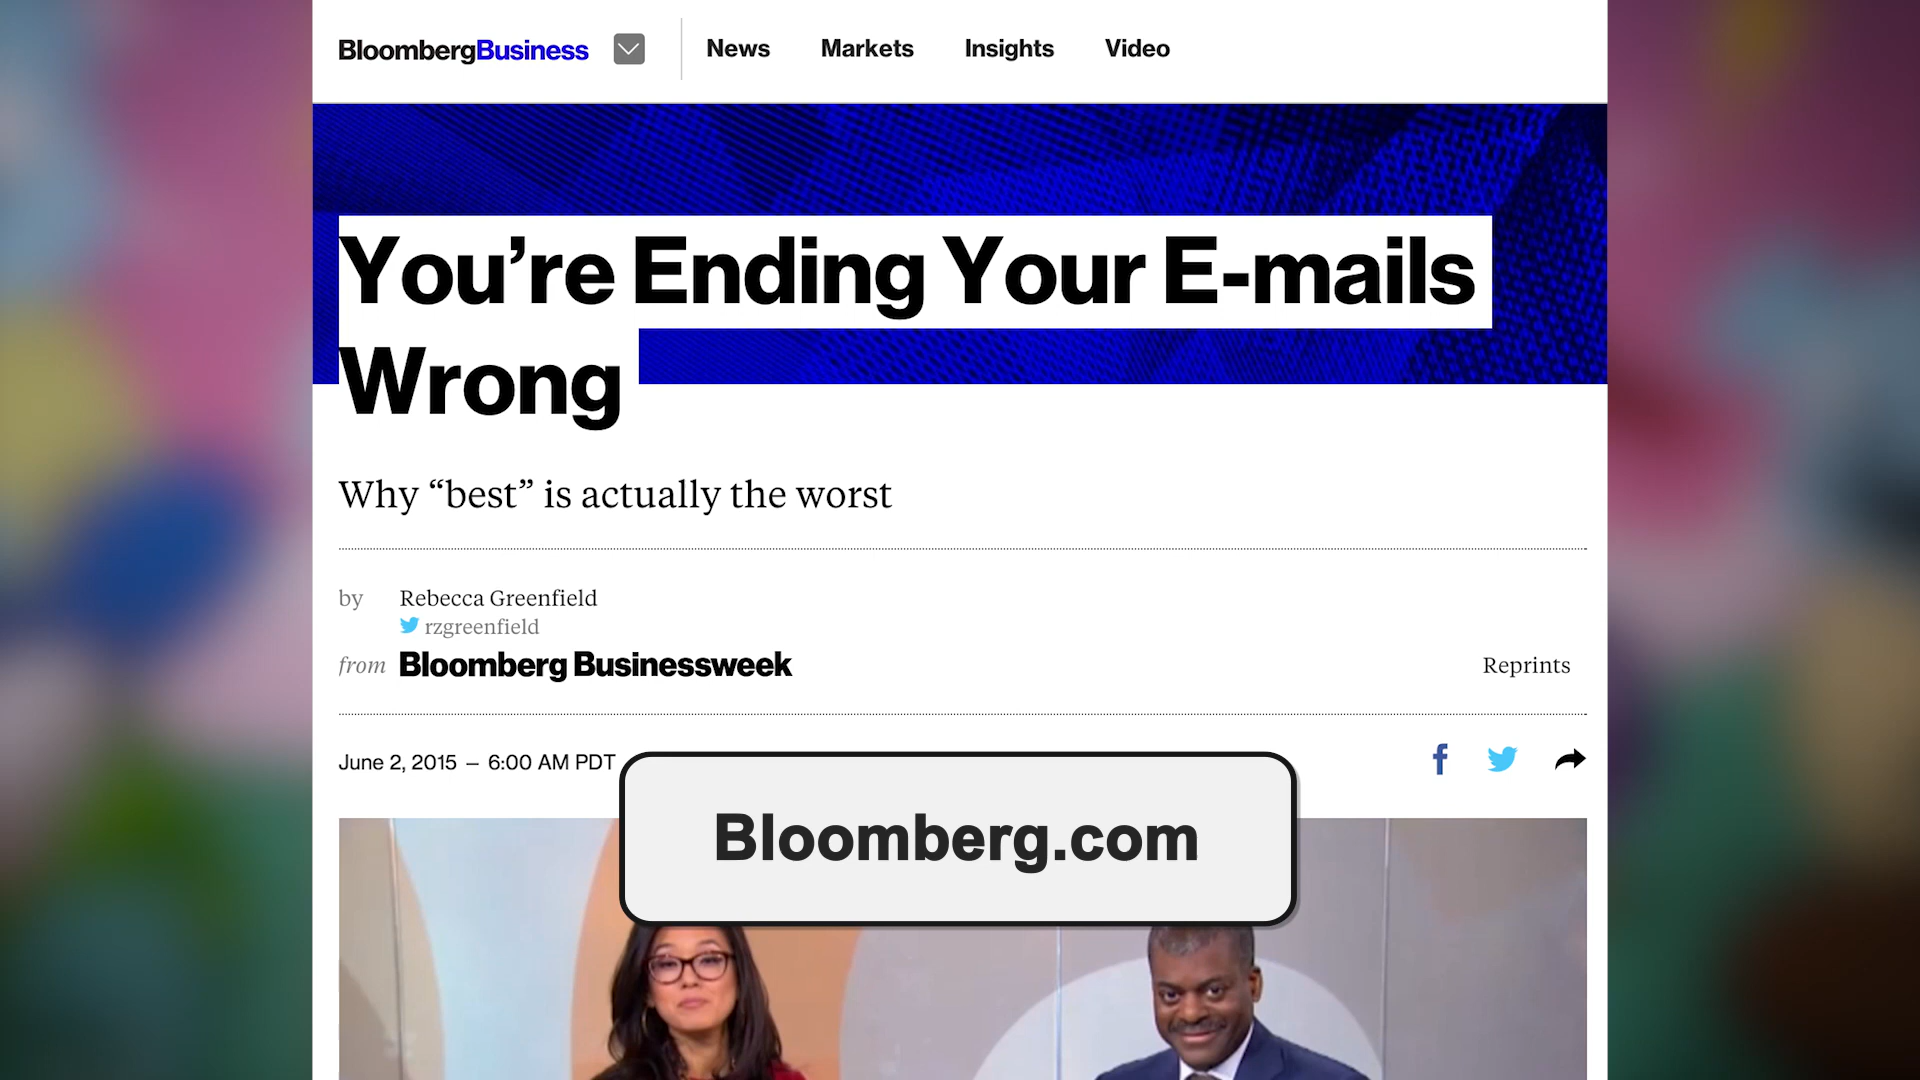 BloombergBusiness News Markets Insights Video
You’re Ending Your E-mails
Wrong
Why “best” is actually the worst
by Rebecca Greenfield
rzgreenfield
from Bloomberg Businessweek Reprints
June 2, 2015 — 6:00 AM PDT
Bloomberg.com